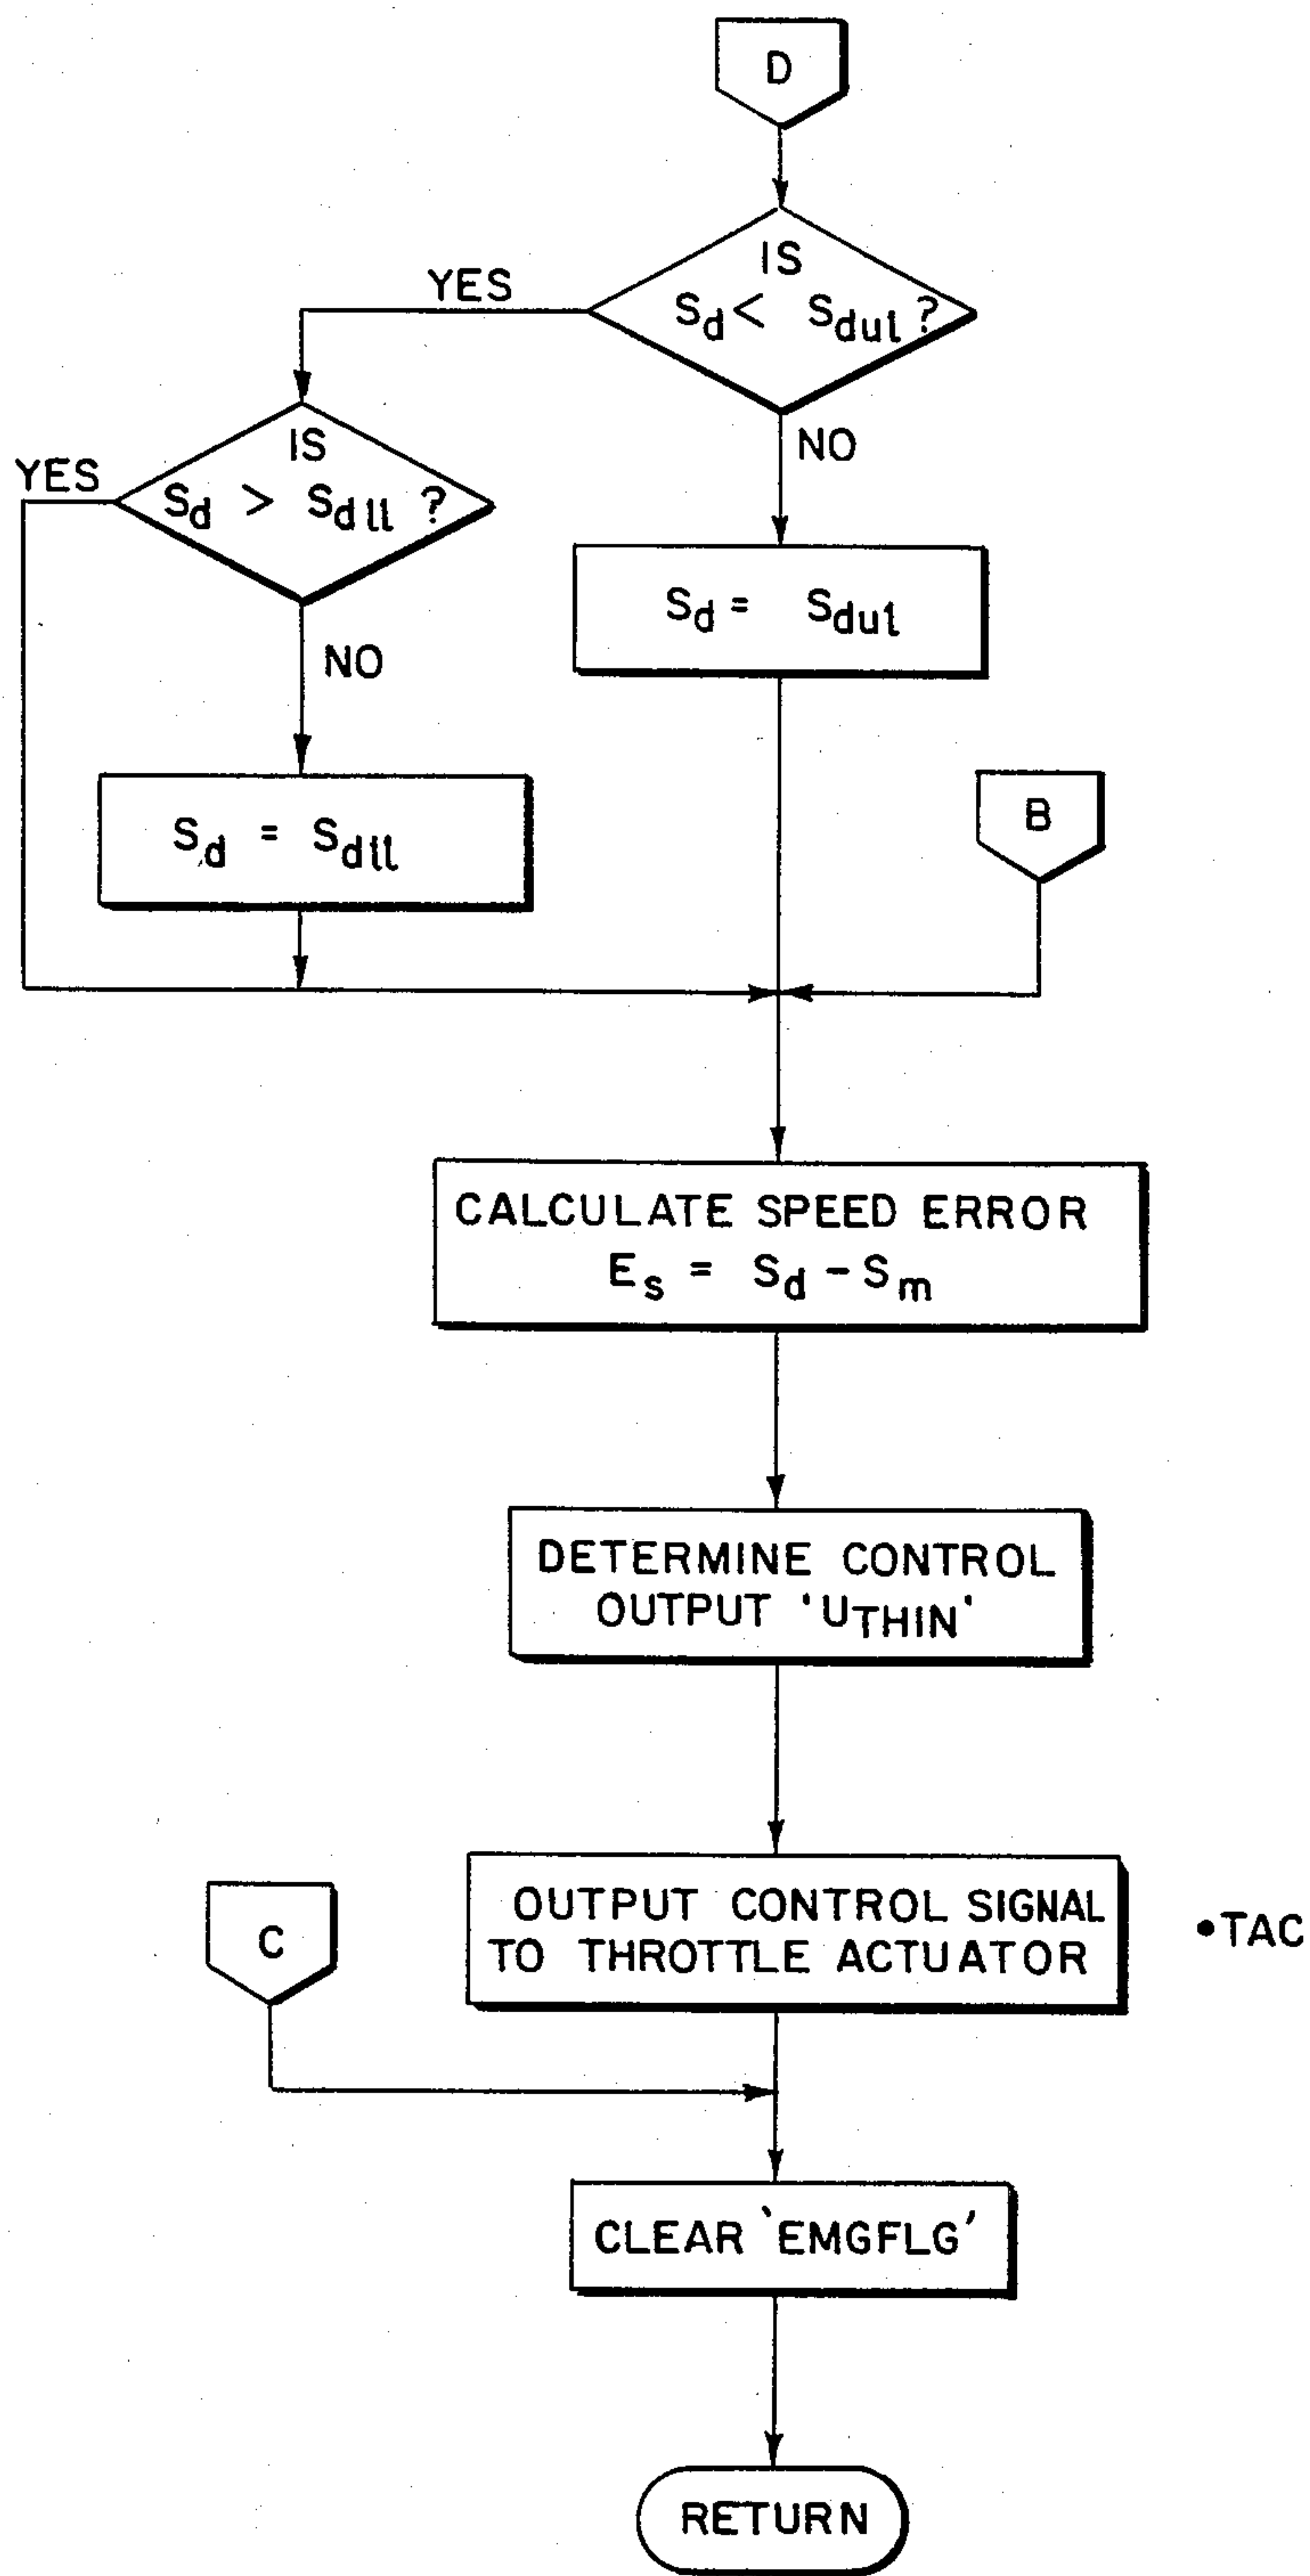 D
IS
Sd < Sdul ?
YES
NO
IS
Sd > Sdll ?
YES
NO
Sd = Sdul
Sd = Sdll
B
CALCULATE SPEED ERROR
Es = Sd - Sm
DETERMINE CONTROL
OUTPUT 'UTHIN'
OUTPUT CONTROL SIGNAL
TO THROTTLE ACTUATOR
•TAC
C
CLEAR 'EMGFLG'
RETURN